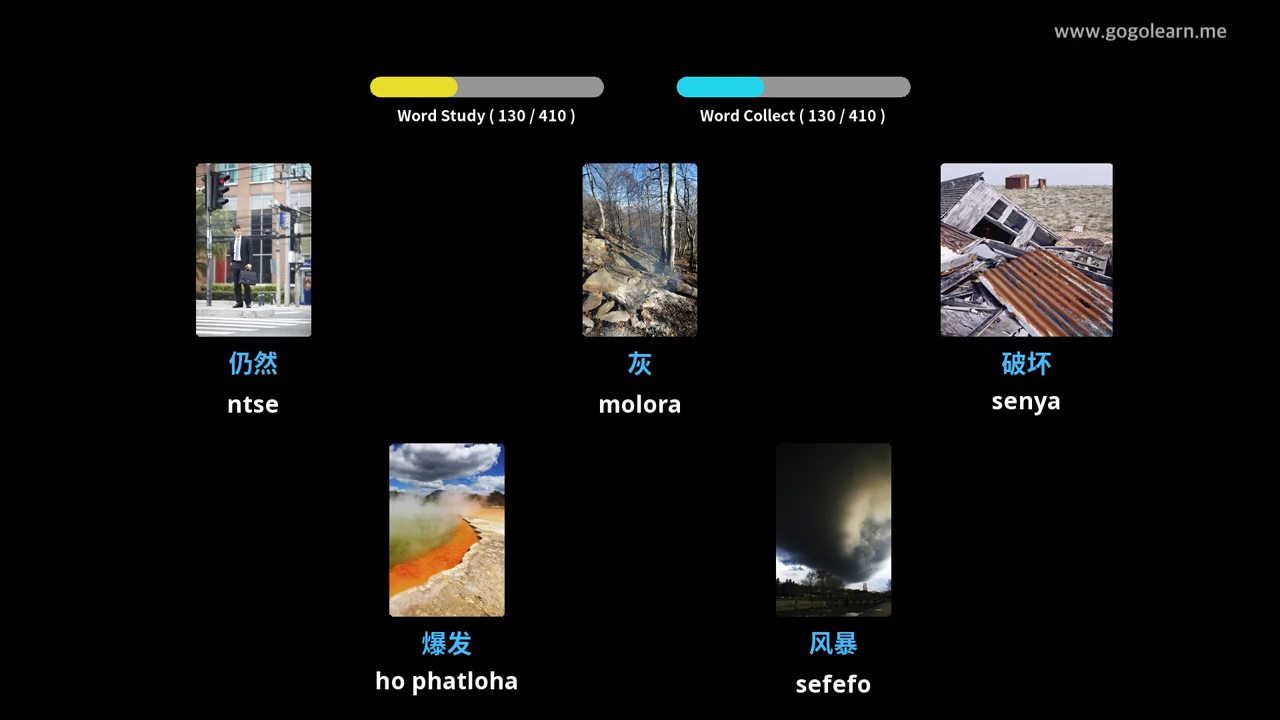 www.gogolearn.me
Word Study ( 130 / 410 )
Word Collect ( 130 / 410 )
仍然
灰
破坏
ntse
molora
senya
爆发
风暴
ho phatloha
sefefo